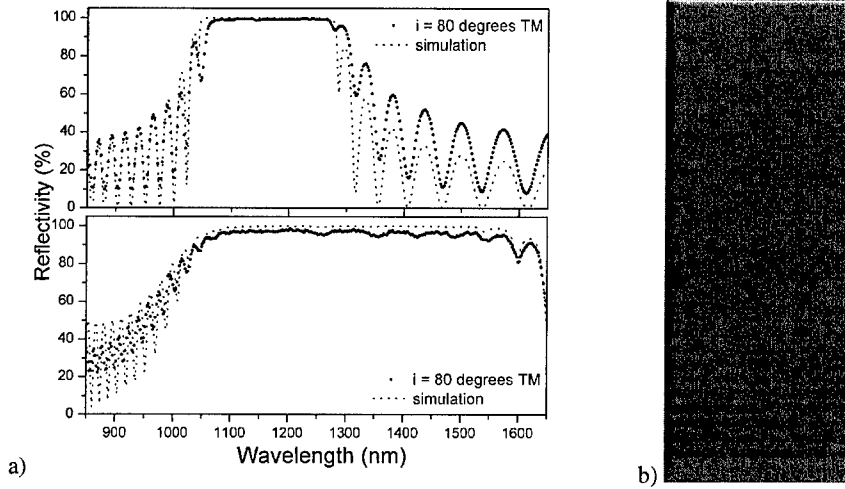 100
80
60
40
20
0
i = 80 degrees TM
simulation
100
80
60
40
20
0
i = 80 degrees TM
simulation
Reflectivity (%)
900 1000 1100 1200 1300 1400 1500 1600
Wavelength (nm)
a)
b)